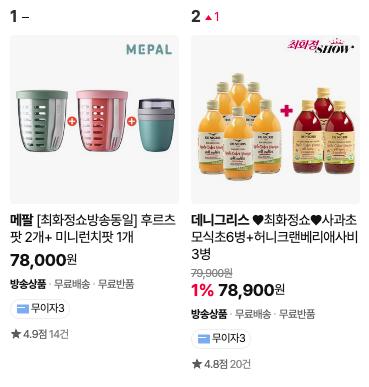 1 –
MEPAL
메팔 [최화정쇼방송동일] 후르츠
팟 2개+ 미니런치팟 1개
78,000원
방송상품 · 무료배송 · 무료반품
무이자3
★ 4.9점 14건
2 ▲1
최화정SHOW
DE NIGRIS
데니그리스 ♥최화정쇼♥사과초
모식초6병+허니크랜베리애사비
3병
79,900원
1% 78,900원
방송상품 · 무료배송 · 무료반품
무이자3
★ 4.8점 20건